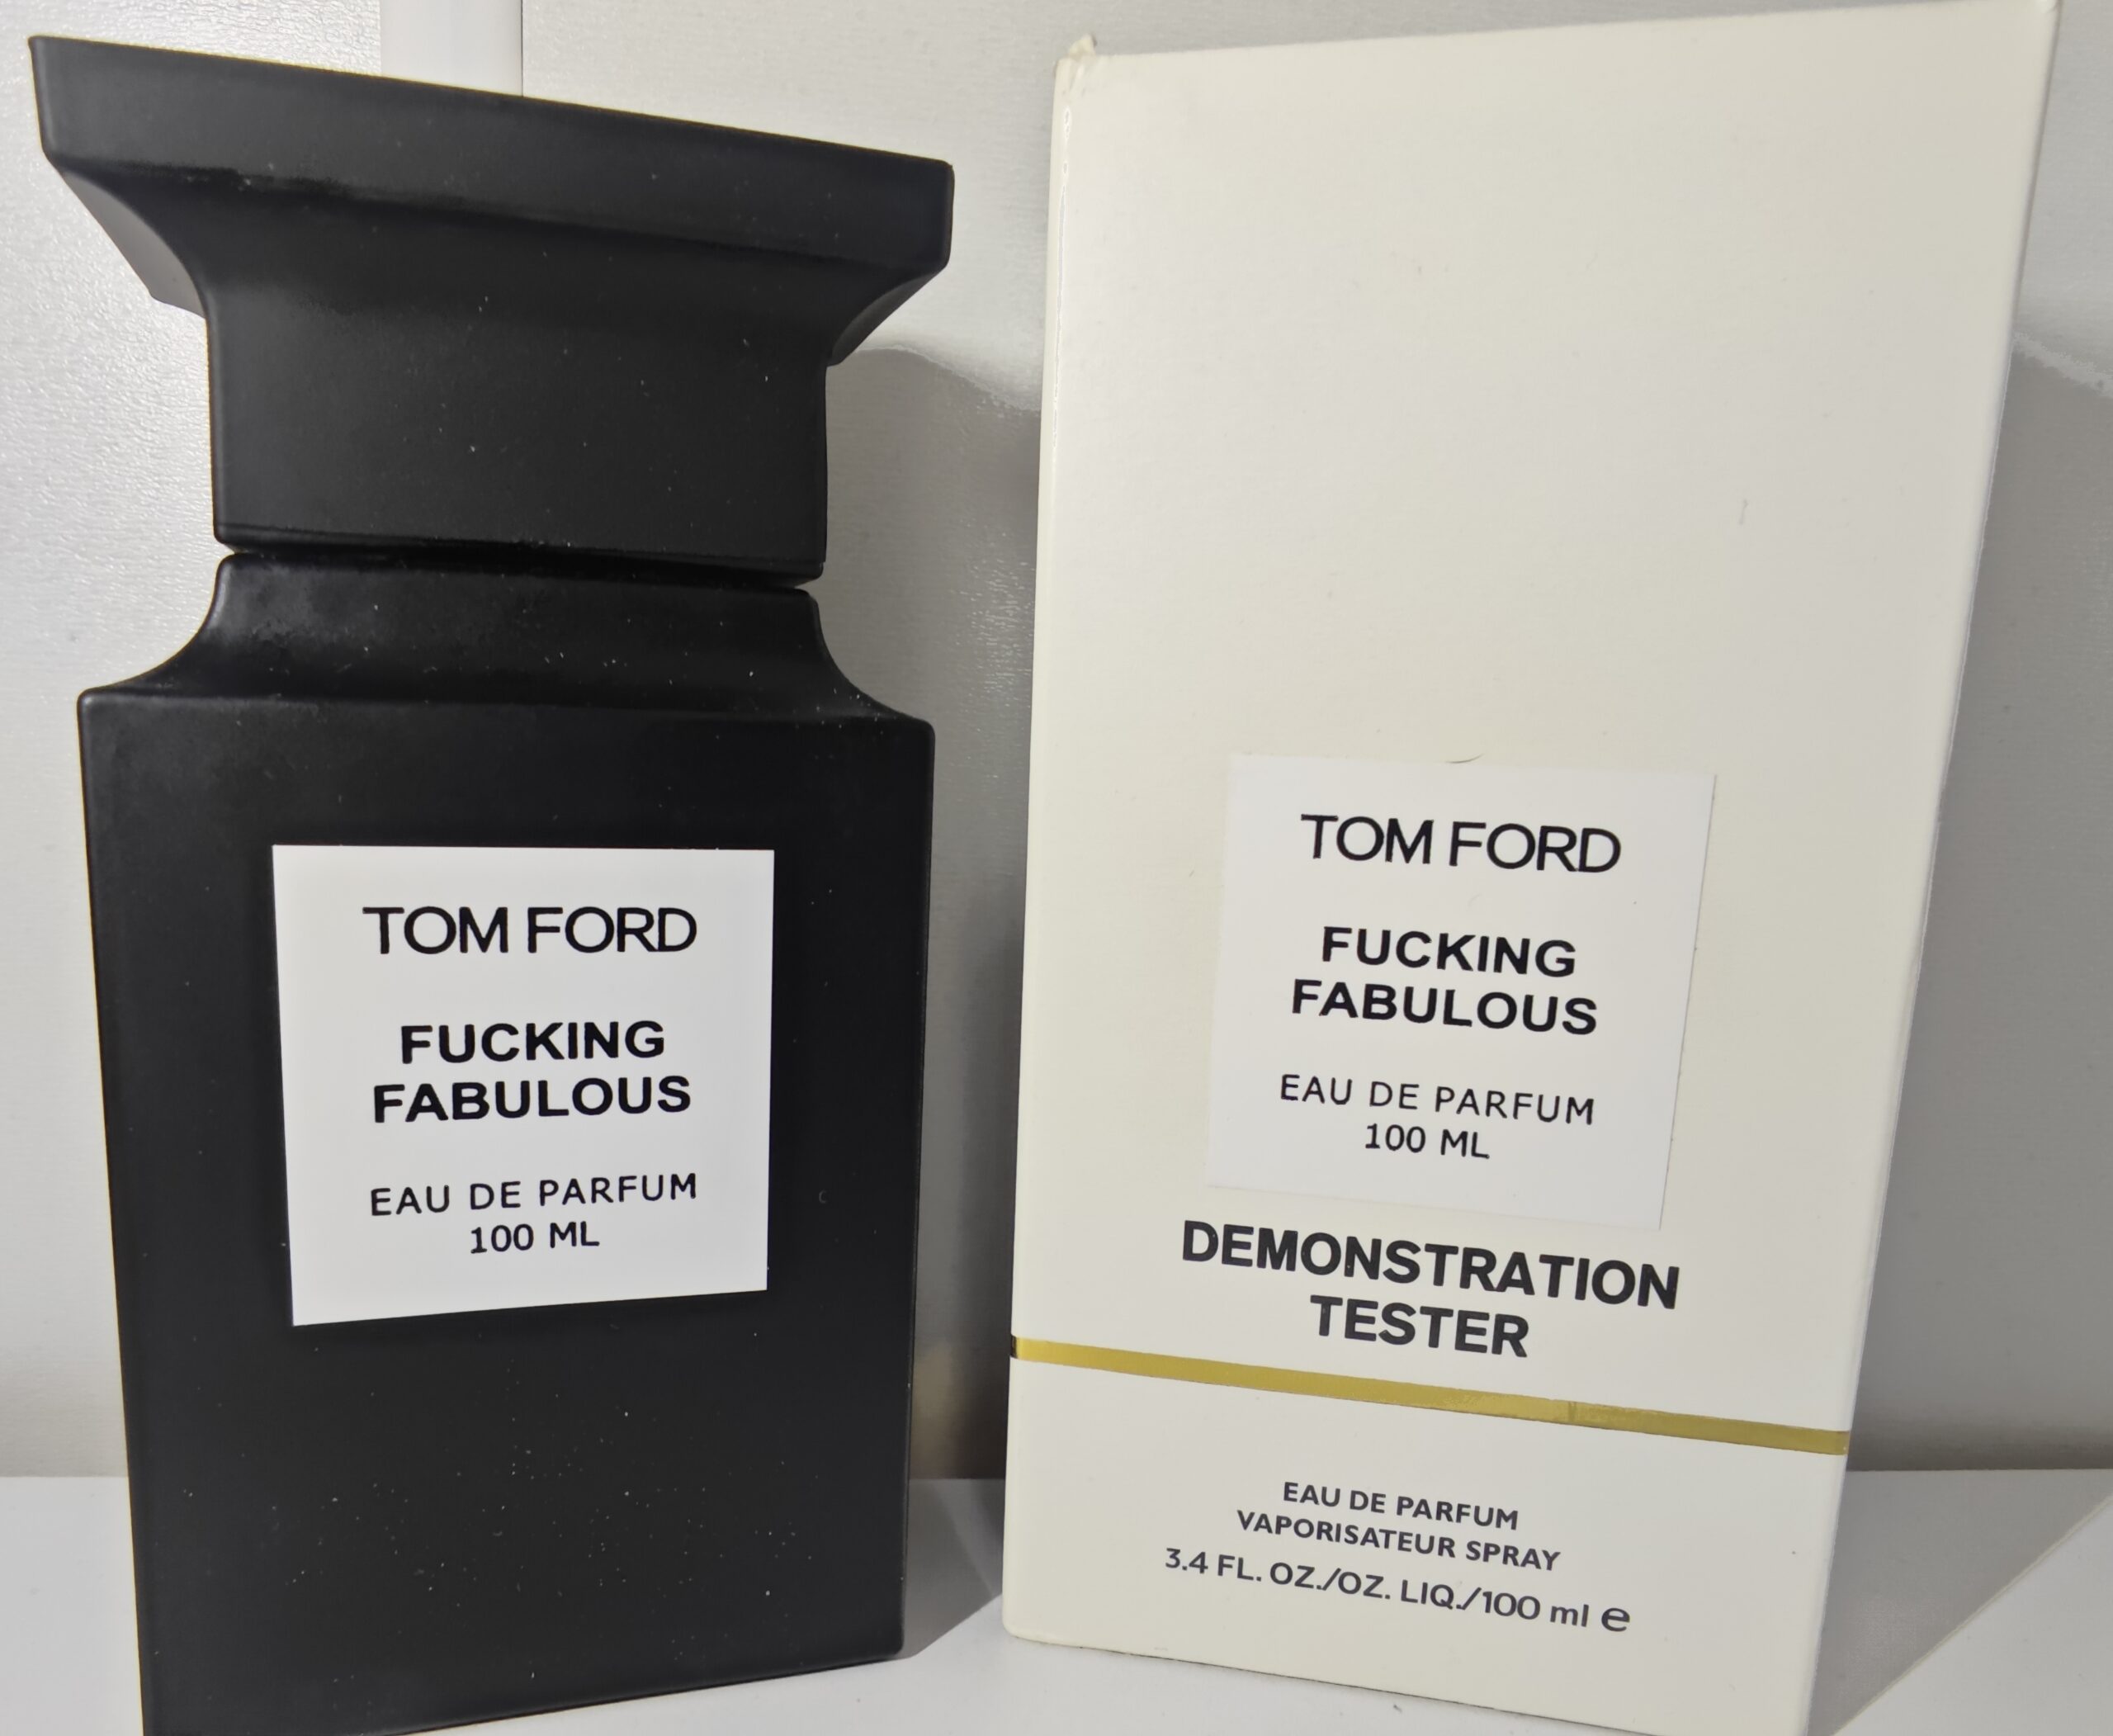 TOM FORD
FUCKING
FABULOUS
EAU DE PARFUM
100 ML
TOM FORD
FUCKING
FABULOUS
EAU DE PARFUM
100 ML
DEMONSTRATION
TESTER
EAU DE PARFUM
VAPORISATEUR SPRAY
3.4 FL. OZ./OZ. LIQ./100 ml e